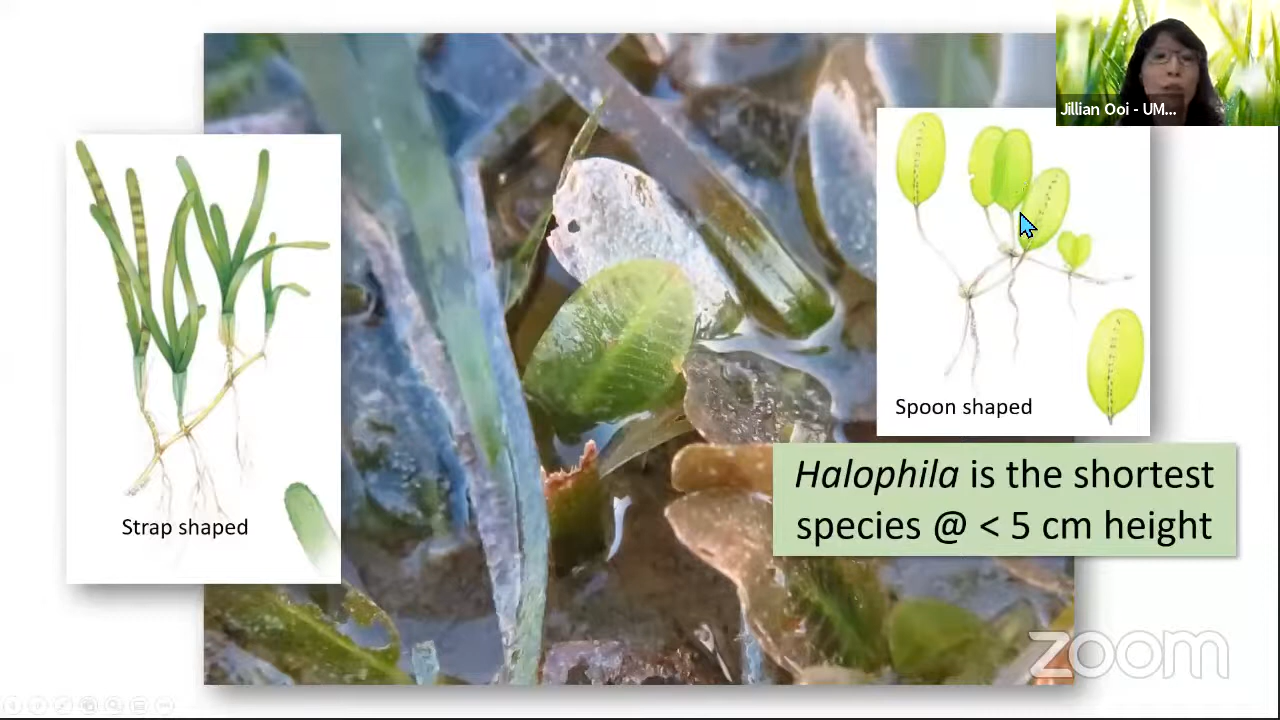 Jillian Ooi - UM...
Strap shaped
Spoon shaped
Halophila is the shortest
species @ < 5 cm height
zoom